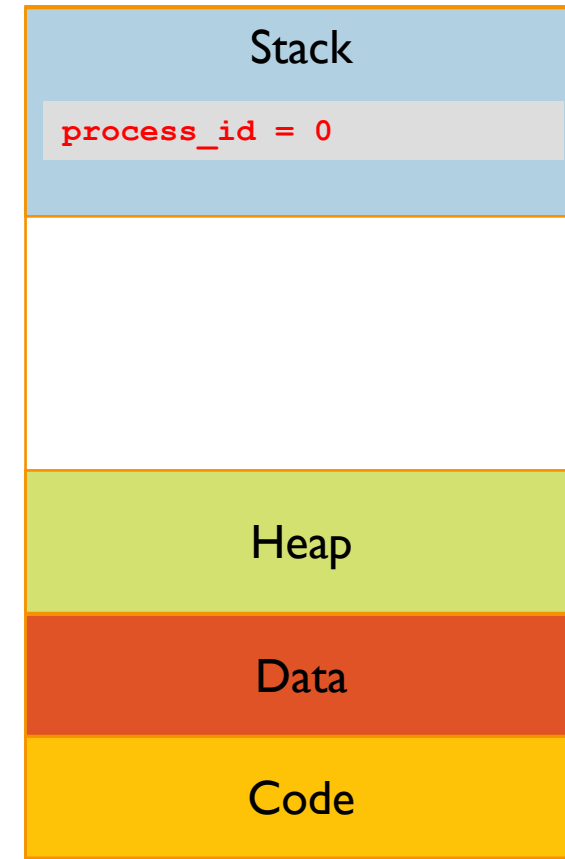 Stack
process_id = 0
Heap
Data
Code